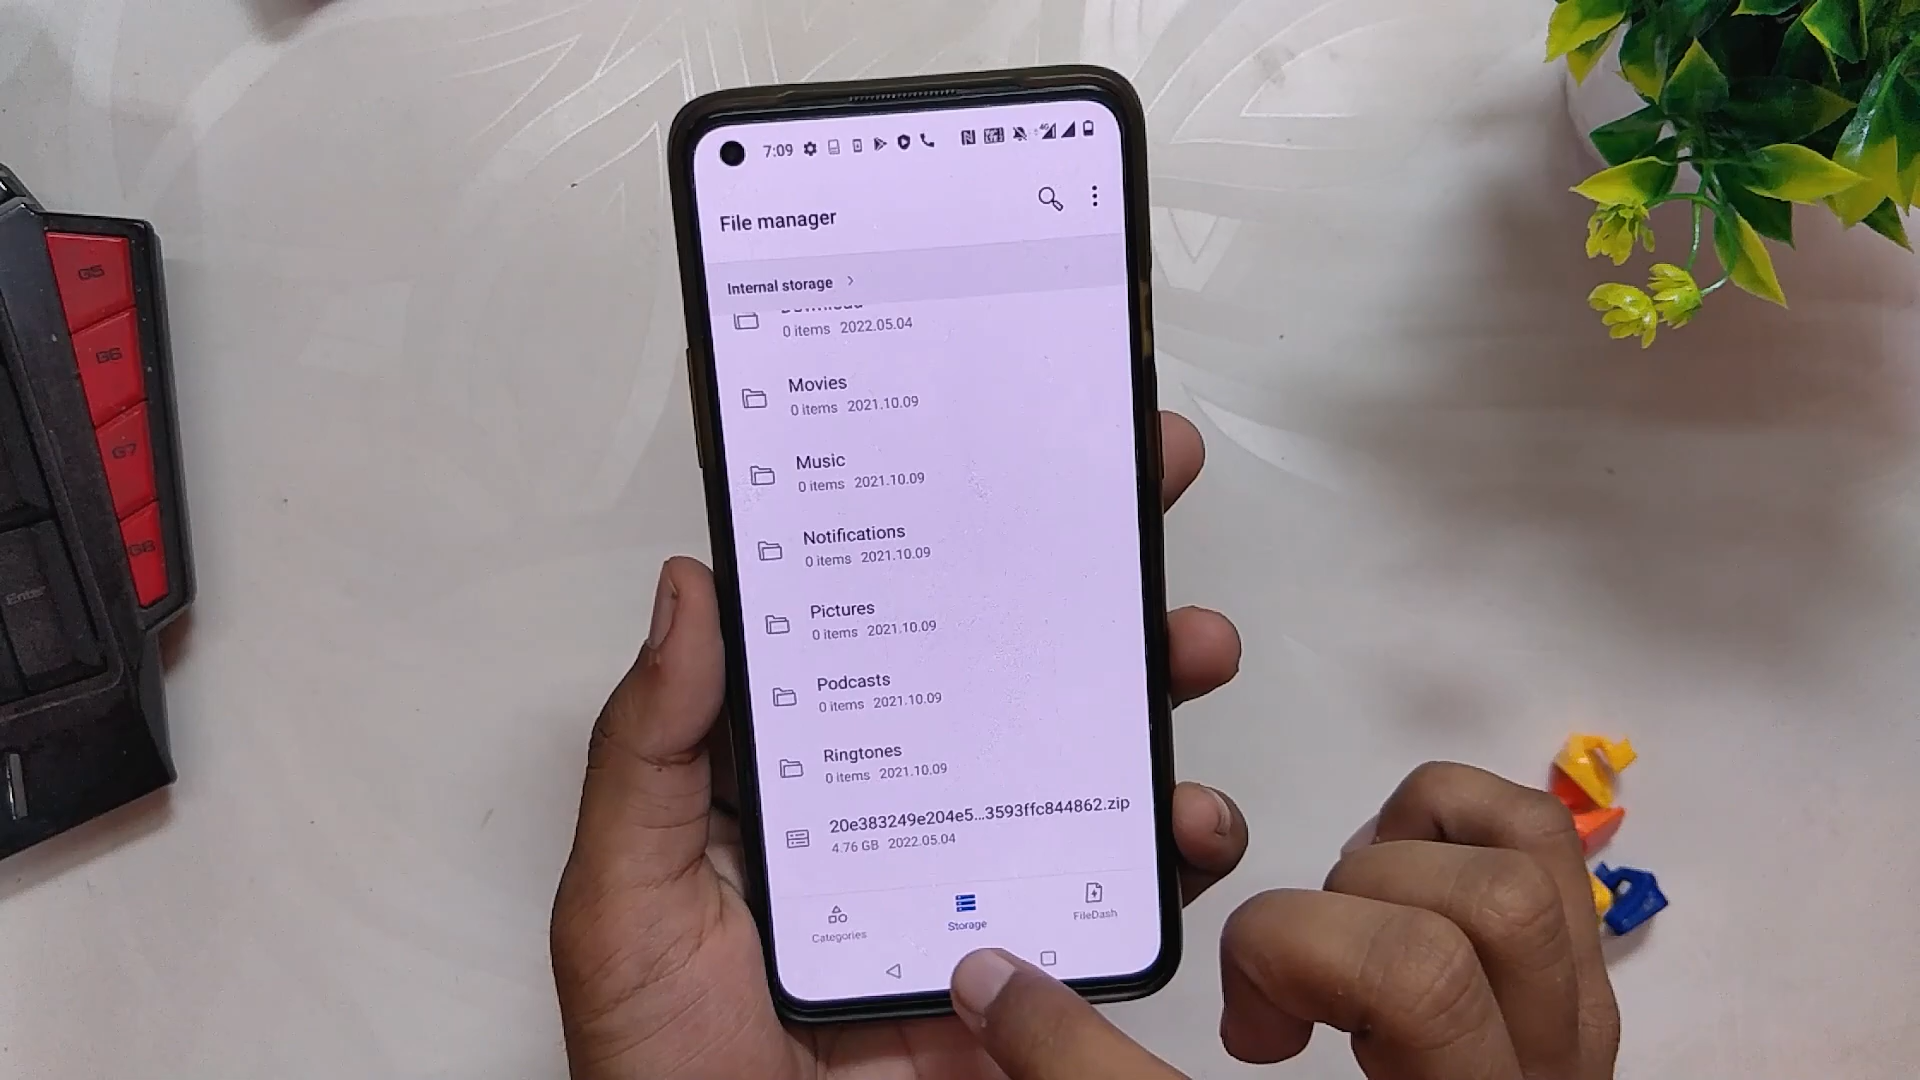 7:09
File manager
Internal storage >
Download
0 items 2022.05.04
Movies
0 items 2021.10.09
Music
0 items 2021.10.09
Notifications
0 items 2021.10.09
Pictures
0 items 2021.10.09
Podcasts
0 items 2021.10.09
Ringtones
0 items 2021.10.09
20e383249e204e5...3593ffc844862.zip
4.76 GB 2022.05.04
Categories
Storage
FileDash
G5
G6
G7
G8
Enter